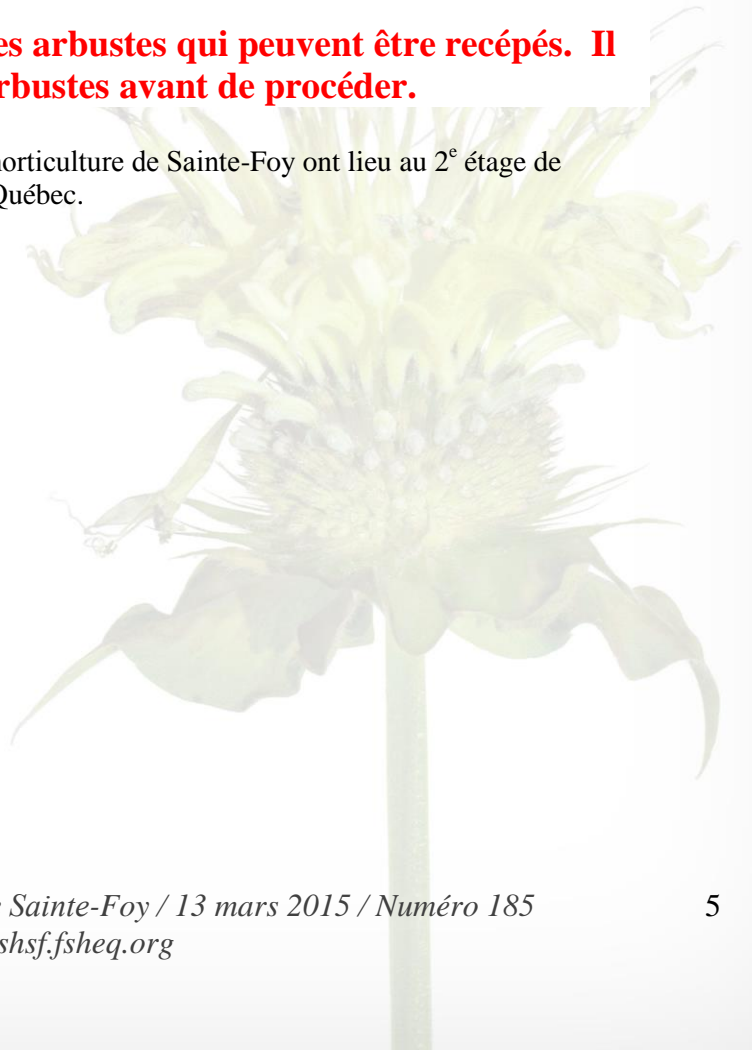 es arbustes qui peuvent être recépés. Il
rbustes avant de procéder.
horticulture de Sainte-Foy ont lieu au 2e étage de
Québec.
Sainte-Foy / 13 mars 2015 / Numéro 185
5
shsf.fsheq.org